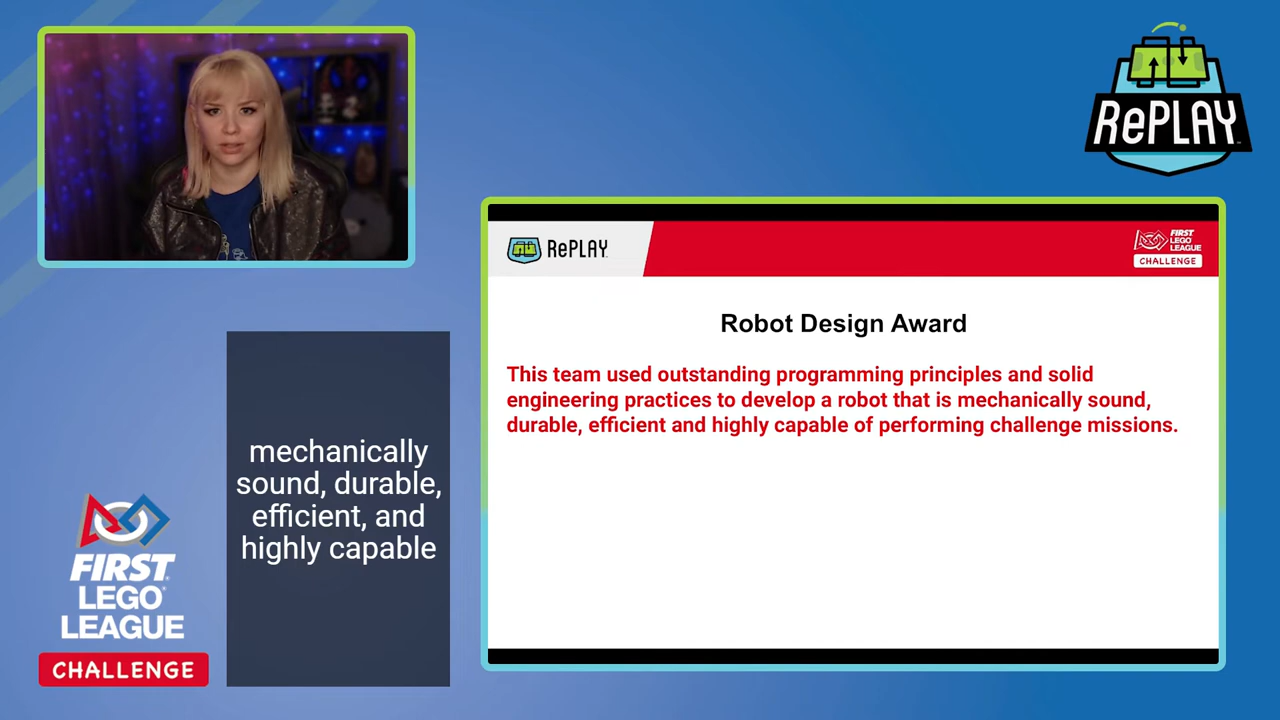 RePLAY
RePLAY
FIRST
LEGO
LEAGUE
CHALLENGE
Robot Design Award
This team used outstanding programming principles and solid
engineering practices to develop a robot that is mechanically sound,
durable, efficient and highly capable of performing challenge missions.
mechanically
sound, durable,
efficient, and
highly capable
FIRST
LEGO
LEAGUE
CHALLENGE